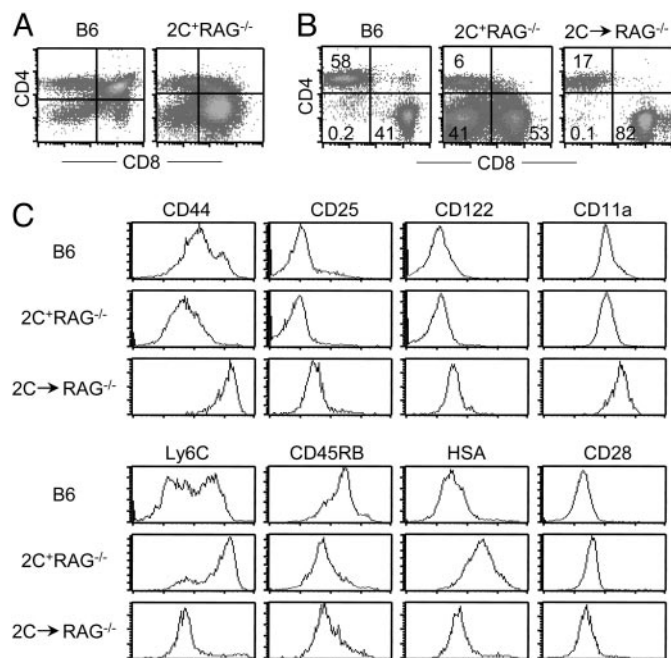 A
B6 2C⁺RAG⁻/⁻
CD4
CD8
B
B6 2C⁺RAG⁻/⁻ 2C→RAG⁻/⁻
CD4
58 6 17
0.2 41 41 53 0.1 82
CD8
C
CD44 CD25 CD122 CD11a
B6
2C⁺RAG⁻/⁻
2C→RAG⁻/⁻
Ly6C CD45RB HSA CD28
B6
2C⁺RAG⁻/⁻
2C→RAG⁻/⁻